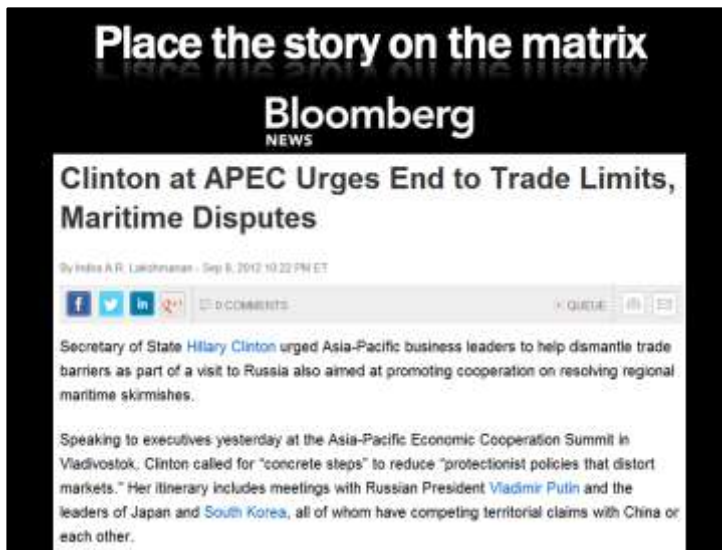 Place the story on the matrix
Bloomberg
NEWS
Clinton at APEC Urges End to Trade Limits,
Maritime Disputes
By Indira A.R. Lakshmanan - Sep 8, 2012 10:22 PM ET
f in g+1 0 COMMENTS + QUEUE
Secretary of State Hillary Clinton urged Asia-Pacific business leaders to help dismantle trade
barriers as part of a visit to Russia also aimed at promoting cooperation on resolving regional
maritime skirmishes.
Speaking to executives yesterday at the Asia-Pacific Economic Cooperation Summit in
Vladivostok, Clinton called for “concrete steps” to reduce “protectionist policies that distort
markets.” Her itinerary includes meetings with Russian President Vladimir Putin and the
leaders of Japan and South Korea, all of whom have competing territorial claims with China or
each other.